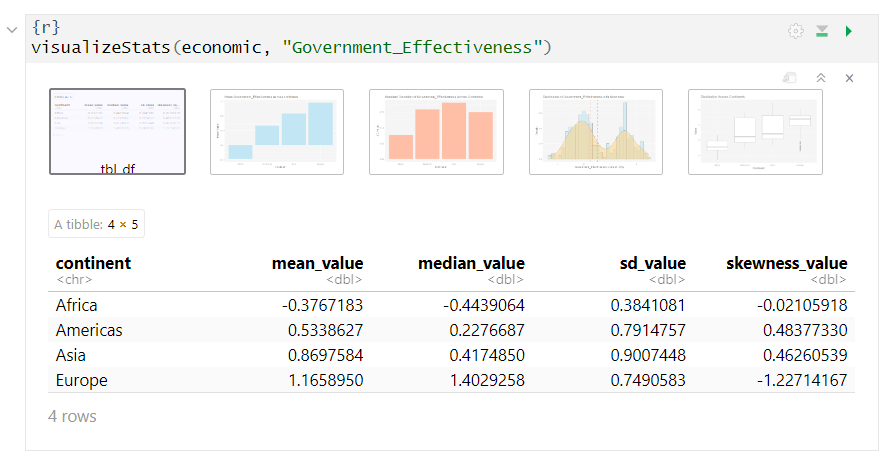 {r}
visualizeStats(economic, "Government_Effectiveness")
tbl_df
A tibble: 4 × 5
continent mean_value median_value sd_value skewness_value
<chr> <dbl> <dbl> <dbl> <dbl>
Africa -0.3767183 -0.4439064 0.3841081 -0.02105918
Americas 0.5338627 0.2276687 0.7914757 0.48377330
Asia 0.8697584 0.4174850 0.9007448 0.46260539
Europe 1.1658950 1.4029258 0.7490583 -1.22714167
4 rows